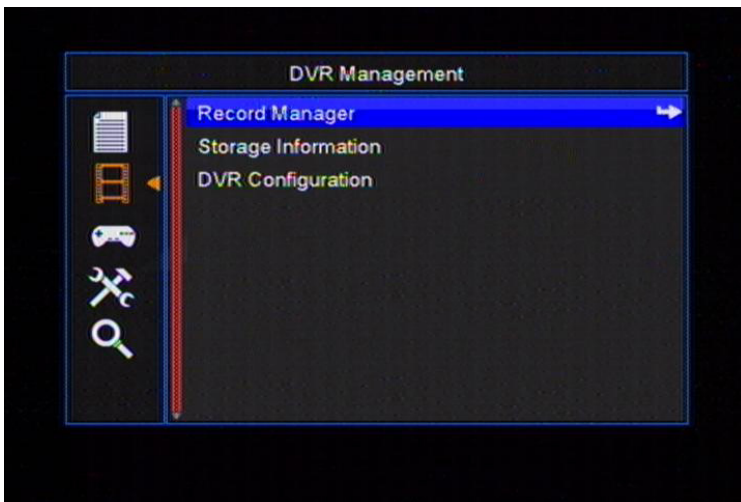 DVR Management
Record Manager
Storage Information
DVR Configuration